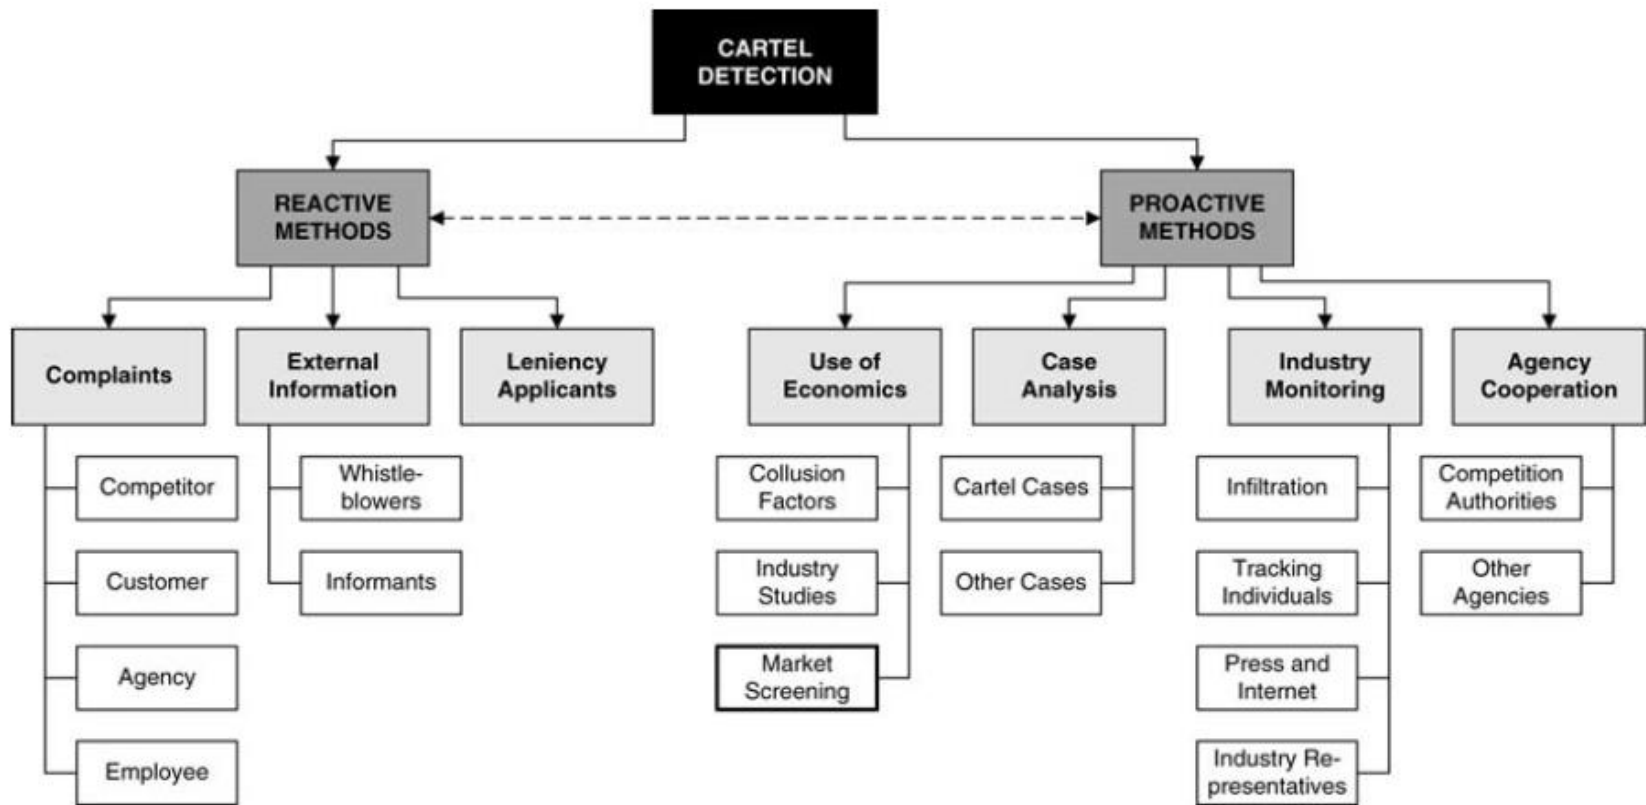 CARTEL
DETECTION
REACTIVE
METHODS
PROACTIVE
METHODS
Complaints
External
Information
Leniency
Applicants
Use of
Economics
Case
Analysis
Industry
Monitoring
Agency
Cooperation
Competitor
Customer
Agency
Employee
Whistle-
blowers
Informants
Collusion
Factors
Industry
Studies
Market
Screening
Cartel Cases
Other Cases
Infiltration
Tracking
Individuals
Press and
Internet
Industry Re-
presentatives
Competition
Authorities
Other
Agencies